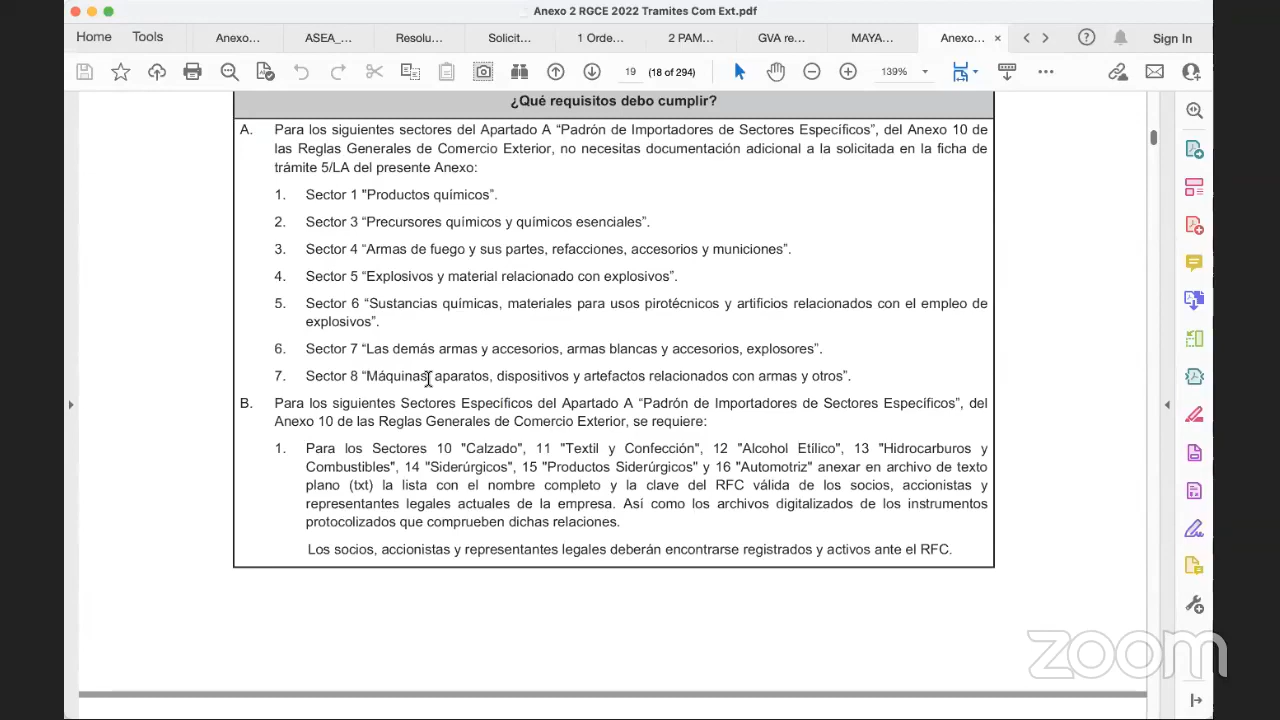 Anexo 2 RGCE 2022 Tramites Com Ext.pdf
Home Tools Anexo... ASEA_... Resolu... Solicit... 1 Orde... 2 PAM... GVA re... MAYA... Anexo... × Sign In
19 (18 of 294) 139%
¿Qué requisitos debo cumplir?
A. Para los siguientes sectores del Apartado A “Padrón de Importadores de Sectores Específicos”, del Anexo 10 de
las Reglas Generales de Comercio Exterior, no necesitas documentación adicional a la solicitada en la ficha de
trámite 5/LA del presente Anexo:
1. Sector 1 "Productos químicos”.
2. Sector 3 “Precursores químicos y químicos esenciales”.
3. Sector 4 “Armas de fuego y sus partes, refacciones, accesorios y municiones”.
4. Sector 5 “Explosivos y material relacionado con explosivos”.
5. Sector 6 “Sustancias químicas, materiales para usos pirotécnicos y artificios relacionados con el empleo de
explosivos”.
6. Sector 7 “Las demás armas y accesorios, armas blancas y accesorios, explosores”.
7. Sector 8 “Máquinas, aparatos, dispositivos y artefactos relacionados con armas y otros”.
B. Para los siguientes Sectores Específicos del Apartado A “Padrón de Importadores de Sectores Específicos”, del
Anexo 10 de las Reglas Generales de Comercio Exterior, se requiere:
1. Para los Sectores 10 "Calzado", 11 "Textil y Confección", 12 "Alcohol Etílico", 13 "Hidrocarburos y
Combustibles", 14 "Siderúrgicos", 15 "Productos Siderúrgicos" y 16 "Automotriz" anexar en archivo de texto
plano (txt) la lista con el nombre completo y la clave del RFC válida de los socios, accionistas y
representantes legales actuales de la empresa. Así como los archivos digitalizados de los instrumentos
protocolizados que comprueben dichas relaciones.
Los socios, accionistas y representantes legales deberán encontrarse registrados y activos ante el RFC.
zoom